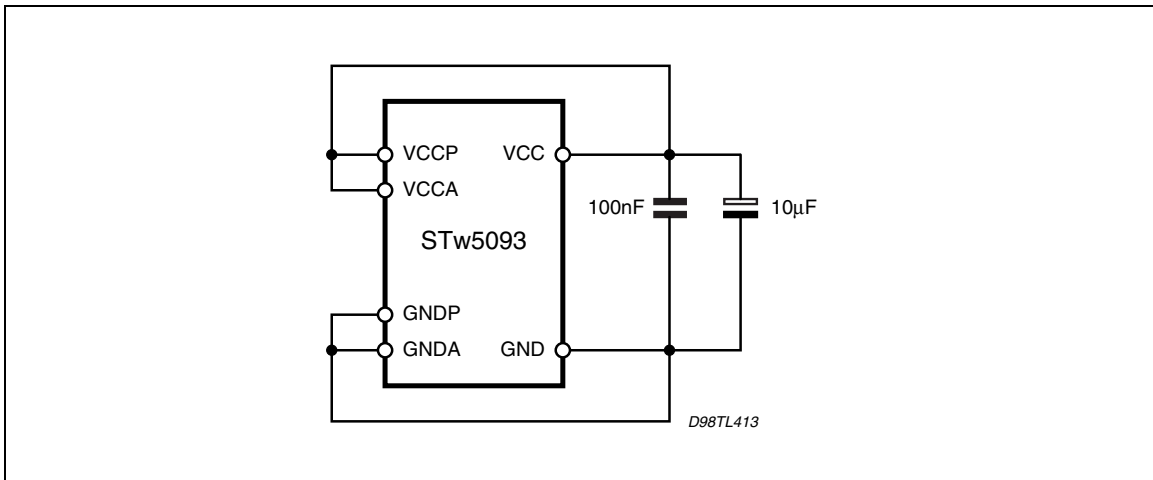 VCCP VCC
VCCA
100nF 10μF
STw5093
GNDP
GNDA GND
D98TL413